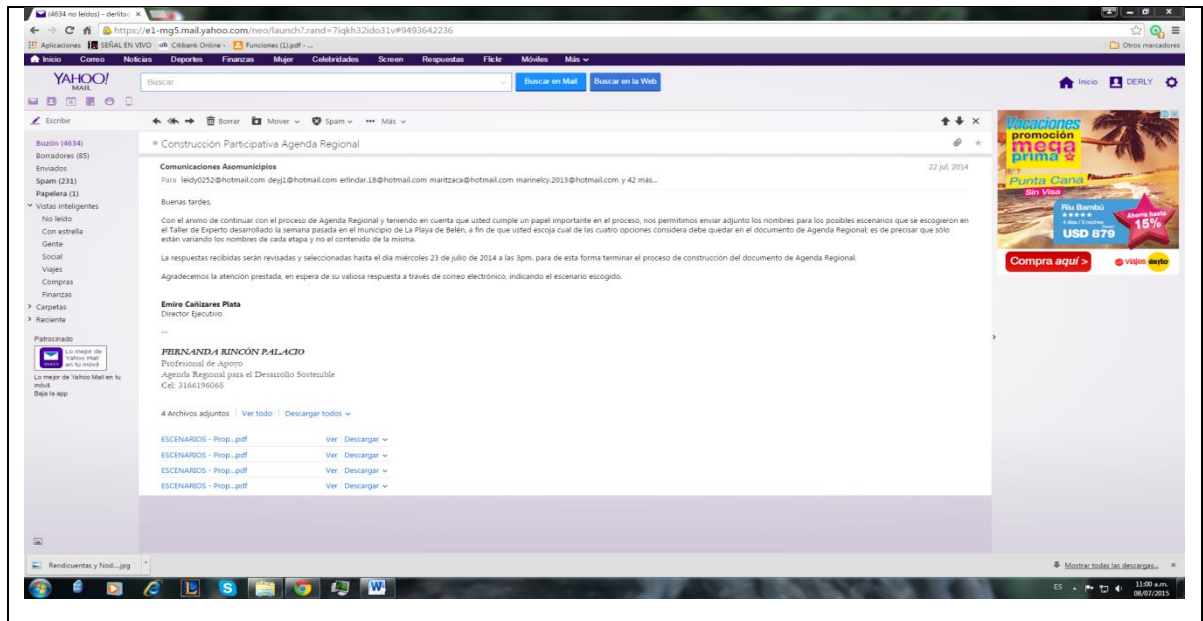 (4634 no leídos) - derlitac
https://e1-mg5.mail.yahoo.com/neo/launch?.rand=7iqkh32ido31v#9493642236
Aplicaciones SEÑAL EN VIVO Citibank Online - Funciones (1).pdf - ... Otros marcadores
Inicio Correo Noticias Deportes Finanzas Mujer Celebridades Screen Respuestas Flickr Móviles Más
YAHOO! MAIL
Buscar Buscar en Mail Buscar en la Web Inicio DERLY
Escribir Borrar Mover Spam Más
Buzón (4634)
Borradores (85)
Enviados
Spam (231)
Papelera (1)
Vistas inteligentes
No leído
Con estrella
Gente
Social
Viajes
Compras
Finanzas
Carpetas
Reciente
Patrocinado
Lo mejor de
Yahoo Mail
en tu móvil
Lo mejor de Yahoo Mail en tu
móvil.
Baja la app
Construcción Participativa Agenda Regional
Comunicaciones Asomunicipios 22 jul, 2014
Para leidy0252@hotmail.com deyj1@hotmail.com erlindar.18@hotmail.com maritzaca@hotmail.com marinelcy.2013@hotmail.com y 42 más...
Buenas tardes,
Con el animo de continuar con el proceso de Agenda Regional y teniendo en cuenta que usted cumple un papel importante en el proceso, nos permitimos enviar adjunto los nombres para los posibles escenarios que se escogieron en
el Taller de Experto desarrollado la semana pasada en el municipio de La Playa de Belén, a fin de que usted escoja cual de las cuatro opciones considera debe quedar en el documento de Agenda Regional; es de precisar que sólo
están variando los nombres de cada etapa y no el contenido de la misma.
La respuestas recibidas serán revisadas y seleccionadas hasta el día miércoles 23 de julio de 2014 a las 3pm. para de esta forma terminar el proceso de construcción del documento de Agenda Regional.
Agradecemos la atención prestada, en espera de su valiosa respuesta a través de correo electrónico, indicando el escenario escogido.
Emiro Cañizares Plata
Director Ejecutivo
--
FERNANDA RINCÓN PALACIO
Profesional de Apoyo
Agenda Regional para el Desarrollo Sostenible
Cel: 3166196068
4 Archivos adjuntos Ver todo Descargar todos
ESCENARIOS - Prop...pdf Ver Descargar
ESCENARIOS - Prop...pdf Ver Descargar
ESCENARIOS - Prop...pdf Ver Descargar
ESCENARIOS - Prop...pdf Ver Descargar
Vacaciones
promoción
mega
prima
Punta Cana
Sin Visa
Riu Bambú
4 días / 3 noches
USD 879
Ahorra hasta
15%
Compra aquí >
viajes éxito
Rendicuentas y Nod....jpg Mostrar todas las descargas...
ES 11:00 a.m.
08/07/2015